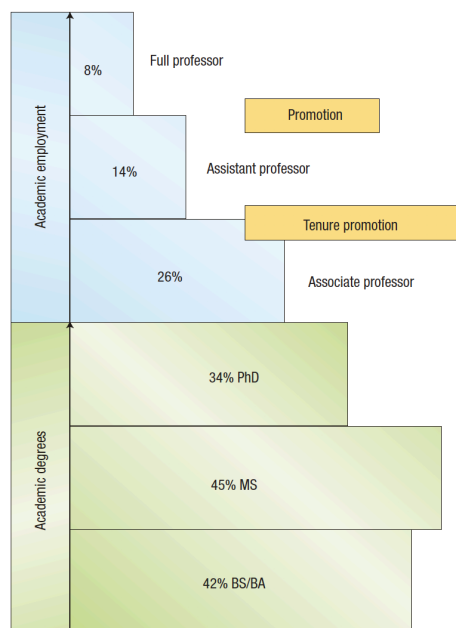 Academic employment
8%
Full professor
Promotion
14%
Assistant professor
Tenure promotion
26%
Associate professor
Academic degrees
34% PhD
45% MS
42% BS/BA